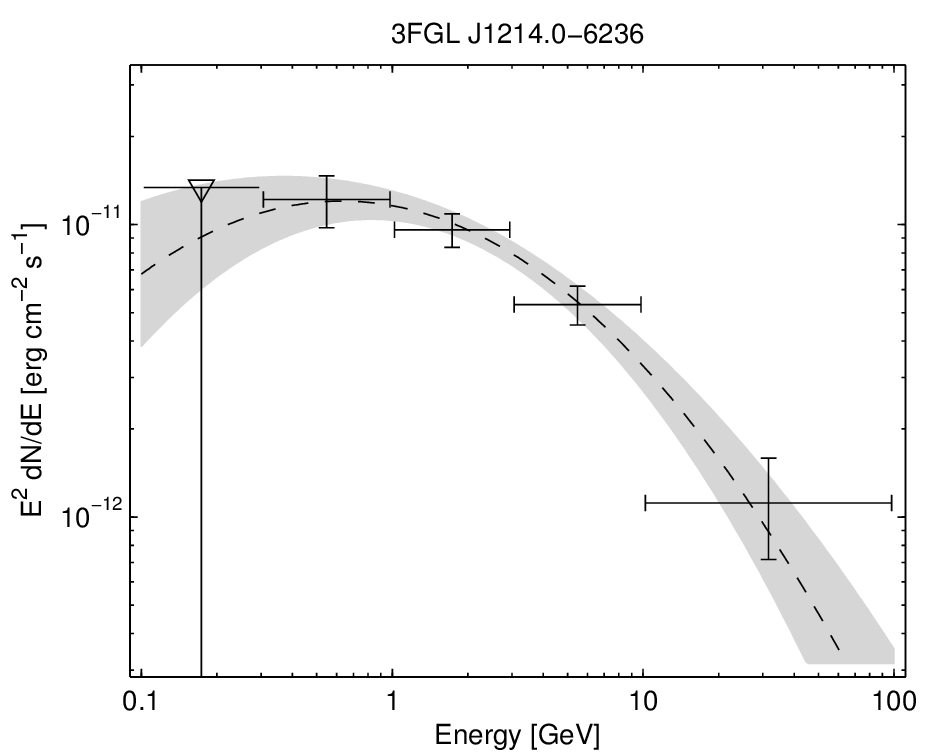 3FGL J1214.0−6236
E² dN/dE [erg cm⁻² s⁻¹]
10⁻¹¹
10⁻¹²
0.1 1 10 100
Energy [GeV]